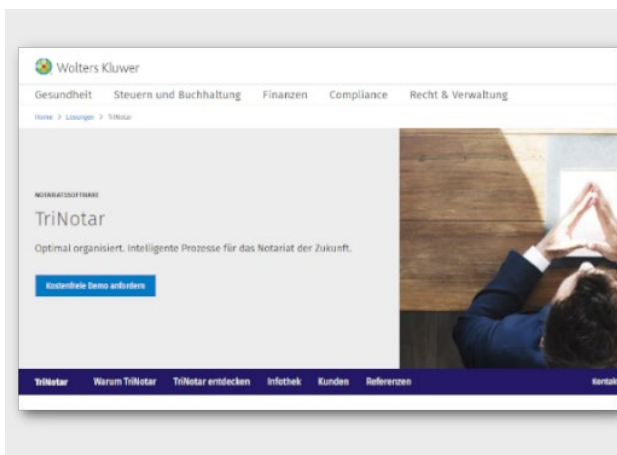 Wolters Kluwer
Gesundheit Steuern und Buchhaltung Finanzen Compliance Recht & Verwaltung
Home > Lösungen > TriNotar
NOTARIATSSOFTWARE
TriNotar
Optimal organisiert. Intelligente Prozesse für das Notariat der Zukunft.
Kostenfreie Demo anfordern
TriNotar Warum TriNotar TriNotar entdecken Infothek Kunden Referenzen